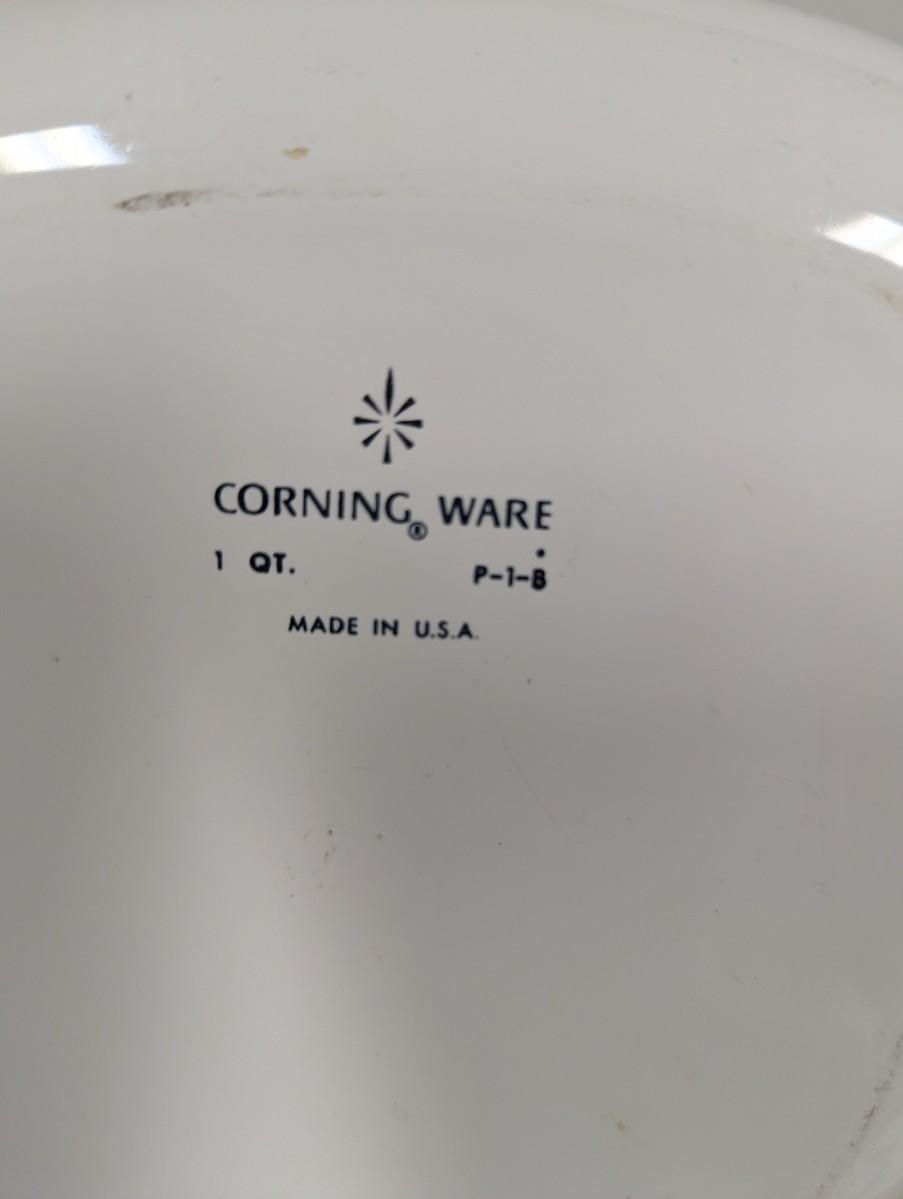 CORNING® WARE
1 QT. P-1-B
MADE IN U.S.A.